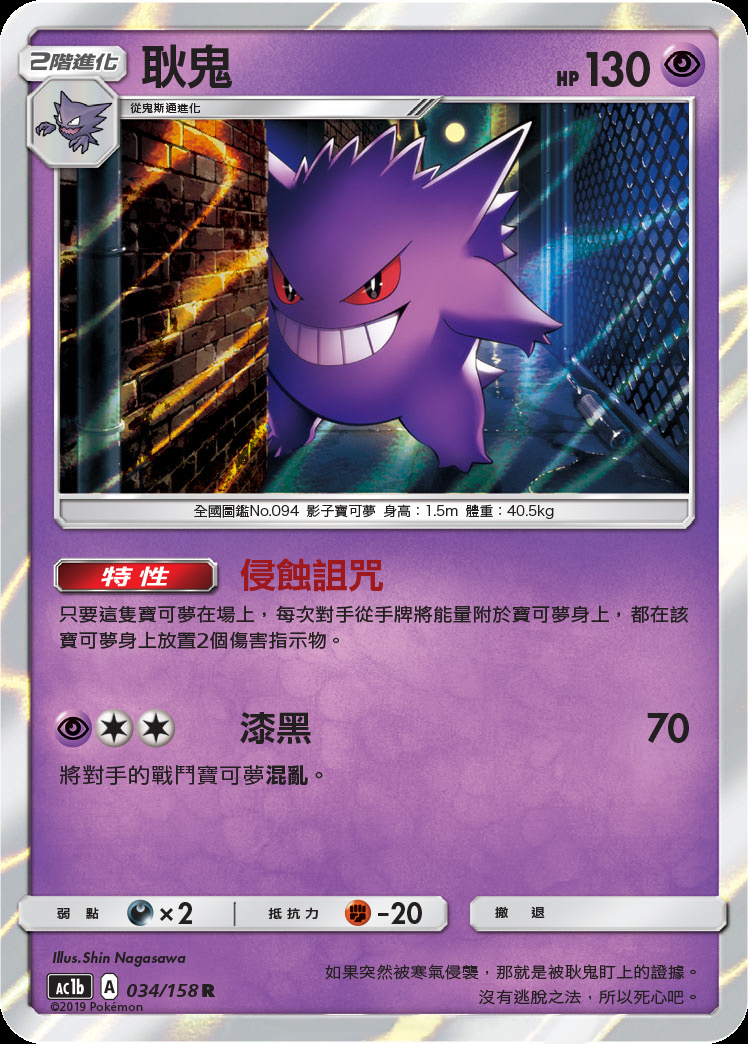 2階進化 耿鬼 HP 130
從鬼斯通進化
全國圖鑑No.094 影子寶可夢 身高：1.5m 體重：40.5kg
特性 侵蝕詛咒
只要這隻寶可夢在場上，每次對手從手牌將能量附於寶可夢身上，都在該
寶可夢身上放置2個傷害指示物。
漆黑 70
將對手的戰鬥寶可夢混亂。
弱點 ×2 抵抗力 -20 撤退
Illus.Shin Nagasawa
如果突然被寒氣侵襲，那就是被耿鬼盯上的證據。
AC1b A 034/158 R
沒有逃脫之法，所以死心吧。
©2019 Pokémon